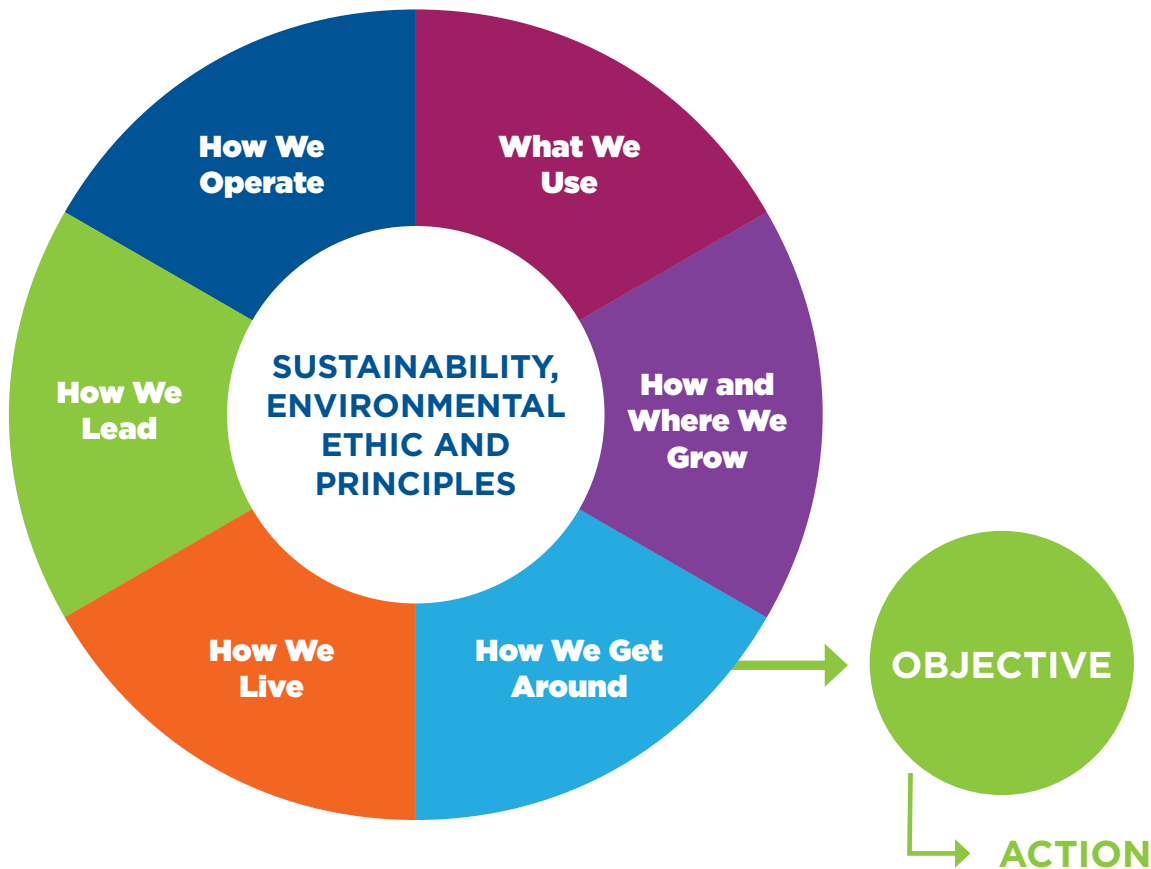 How We
Operate
What We
Use
How and
Where We
Grow
How We Get
Around
How We
Live
How We
Lead
SUSTAINABILITY,
ENVIRONMENTAL
ETHIC AND
PRINCIPLES
OBJECTIVE
ACTION